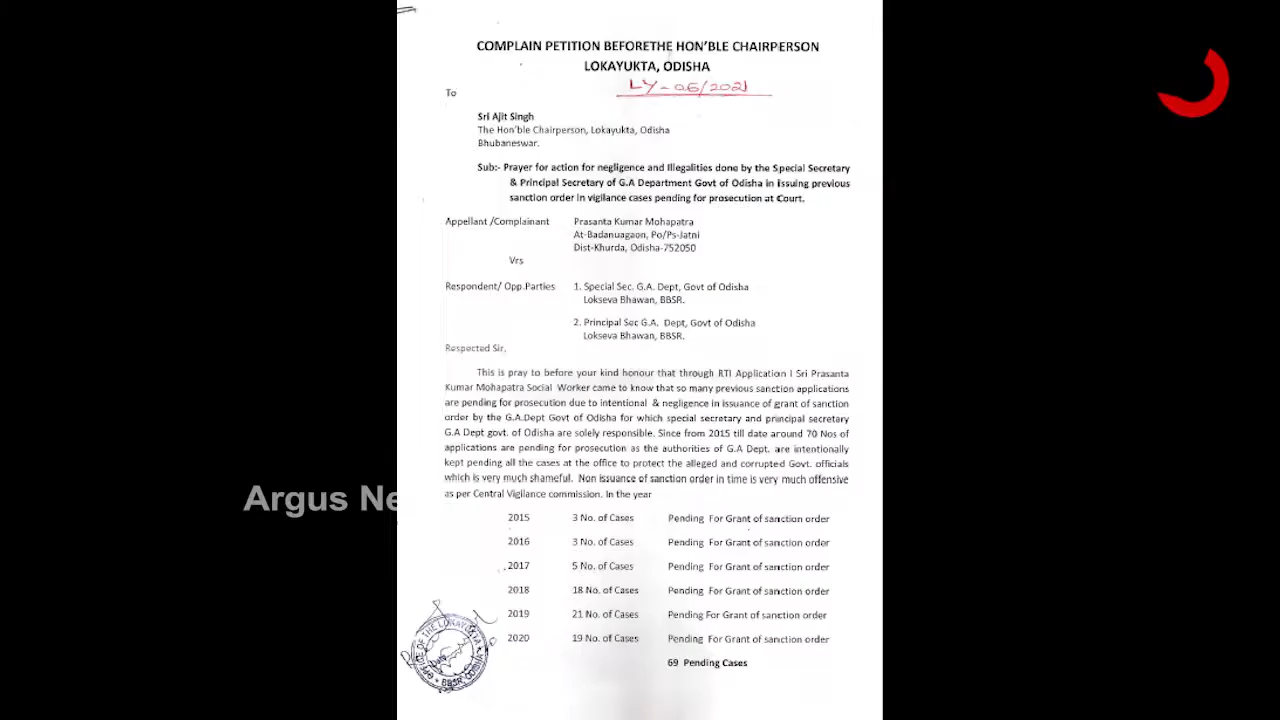 COMPLAIN PETITION BEFORETHE HON'BLE CHAIRPERSON
LOKAYUKTA, ODISHA
LY-06/2021
To
Sri Ajit Singh
The Hon'ble Chairperson, Lokayukta, Odisha
Bhubaneswar.
Sub:- Prayer for action for negligence and Illegalities done by the Special Secretary
& Principal Secretary of G.A Department Govt of Odisha in issuing previous
sanction order in vigilance cases pending for prosecution at Court.
Appellant /Complainant Prasanta Kumar Mohapatra
At-Badanuagaon, Po/Ps-Jatni
Dist-Khurda, Odisha-752050
Vrs
Respondent/ Opp.Parties 1. Special Sec. G.A. Dept, Govt of Odisha
Lokseva Bhawan, BBSR.
2. Principal Sec G.A. Dept, Govt of Odisha
Lokseva Bhawan, BBSR.
Respected Sir,
This is pray to before your kind honour that through RTI Application I Sri Prasanta
Kumar Mohapatra Social Worker came to know that so many previous sanction applications
are pending for prosecution due to intentional & negligence in issuance of grant of sanction
order by the G.A.Dept Govt of Odisha for which special secretary and principal secretary
G.A Dept govt. of Odisha are solely responsible. Since from 2015 till date around 70 Nos of
applications are pending for prosecution as the authorities of G.A Dept. are intentionally
kept pending all the cases at the office to protect the alleged and corrupted Govt. officials
which is very much shameful. Non issuance of sanction order in time is very much offensive
as per Central Vigilance commission. In the year
Argus Ne
2015 3 No. of Cases Pending For Grant of sanction order
2016 3 No. of Cases Pending For Grant of sanction order
2017 5 No. of Cases Pending For Grant of sanction order
2018 18 No. of Cases Pending For Grant of sanction order
2019 21 No. of Cases Pending For Grant of sanction order
2020 19 No. of Cases Pending For Grant of sanction order
69 Pending Cases
OFFICE OF THE LOKAYUKTA
BBSR ODISHA